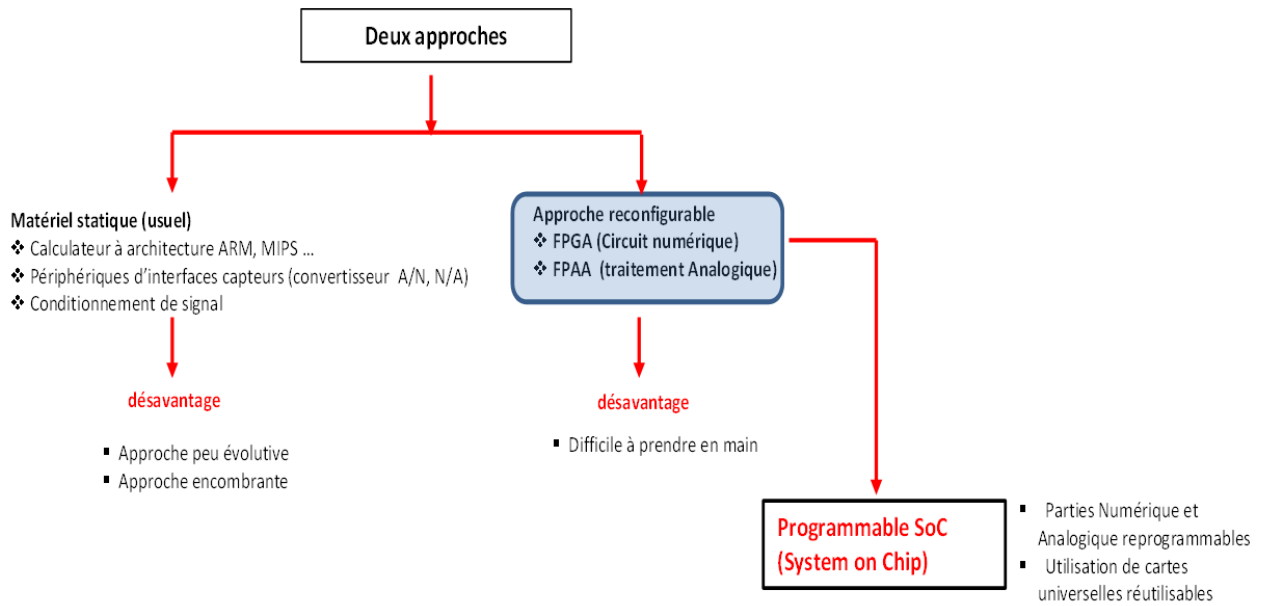 Deux approches
Matériel statique (usuel)
❖ Calculateur à architecture ARM, MIPS ...
❖ Périphériques d'interfaces capteurs (convertisseur A/N, N/A)
❖ Conditionnement de signal
Approche reconfigurable
❖ FPGA (Circuit numérique)
❖ FPAA (traitement Analogique)
désavantage
▪ Approche peu évolutive
▪ Approche encombrante
désavantage
▪ Difficile à prendre en main
Programmable SoC
(System on Chip)
▪ Parties Numérique et
Analogique reprogrammables
▪ Utilisation de cartes
universelles réutilisables